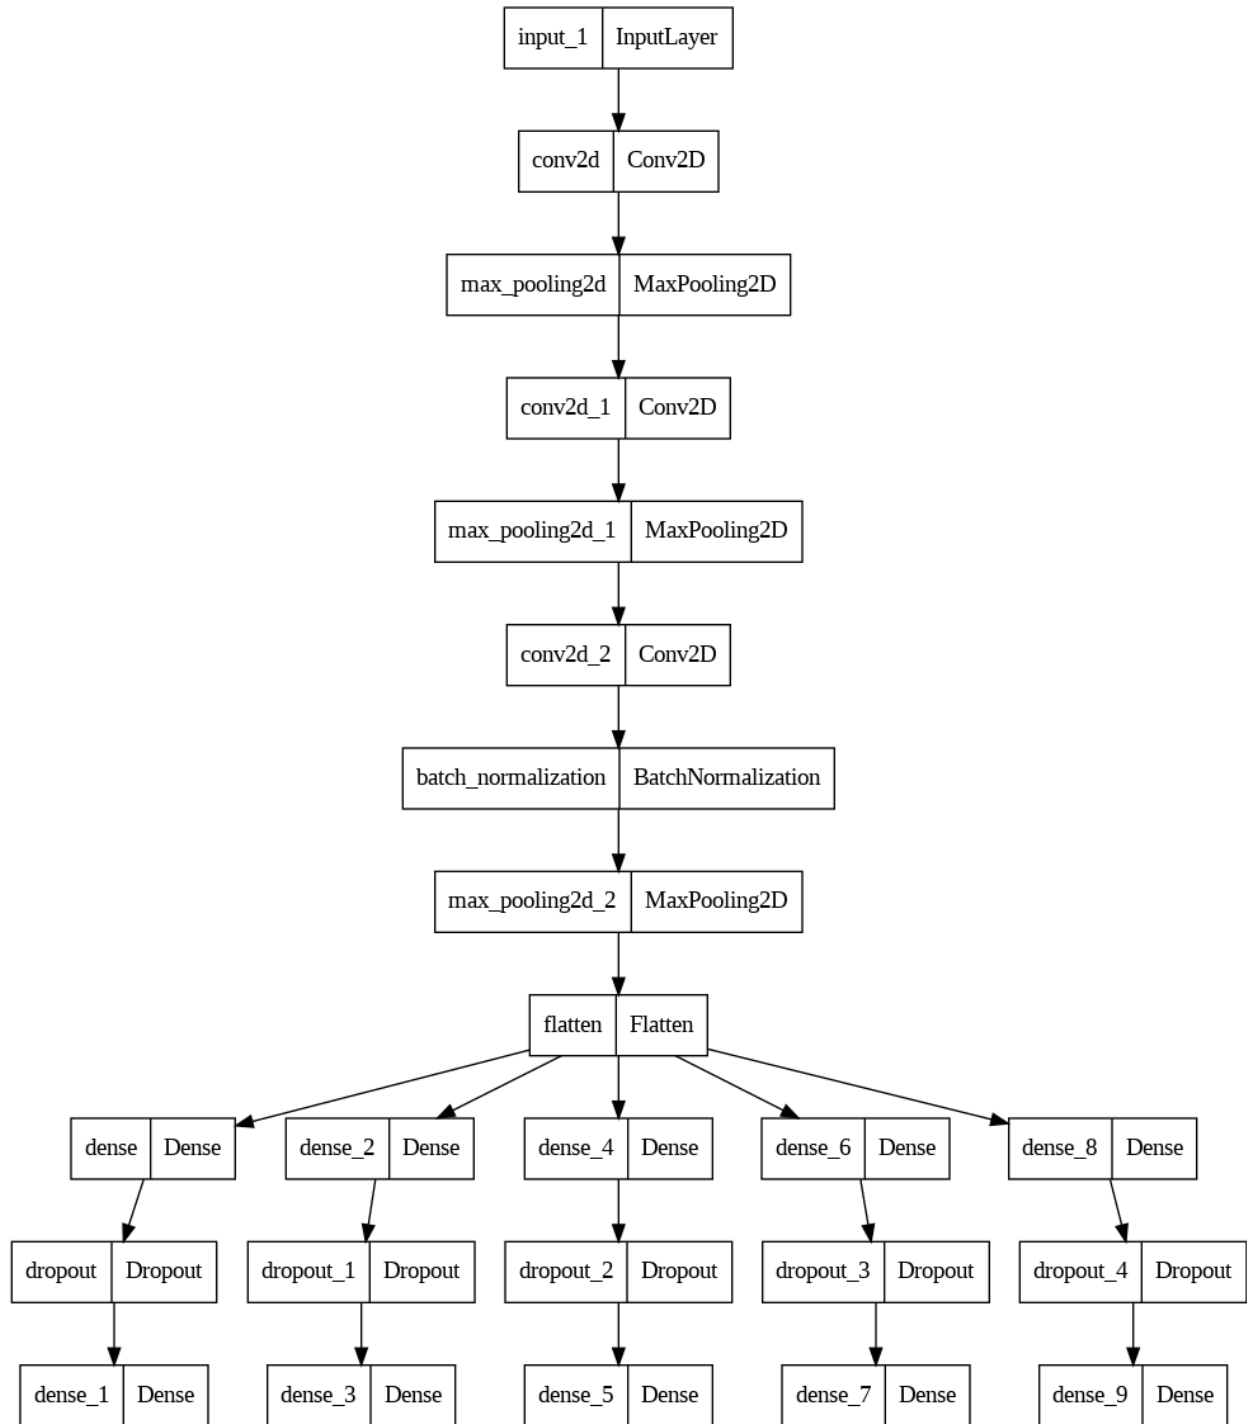 input_1 InputLayer
conv2d Conv2D
max_pooling2d MaxPooling2D
conv2d_1 Conv2D
max_pooling2d_1 MaxPooling2D
conv2d_2 Conv2D
batch_normalization BatchNormalization
max_pooling2d_2 MaxPooling2D
flatten Flatten
dense Dense dense_2 Dense dense_4 Dense dense_6 Dense dense_8 Dense
dropout Dropout dropout_1 Dropout dropout_2 Dropout dropout_3 Dropout dropout_4 Dropout
dense_1 Dense dense_3 Dense dense_5 Dense dense_7 Dense dense_9 Dense